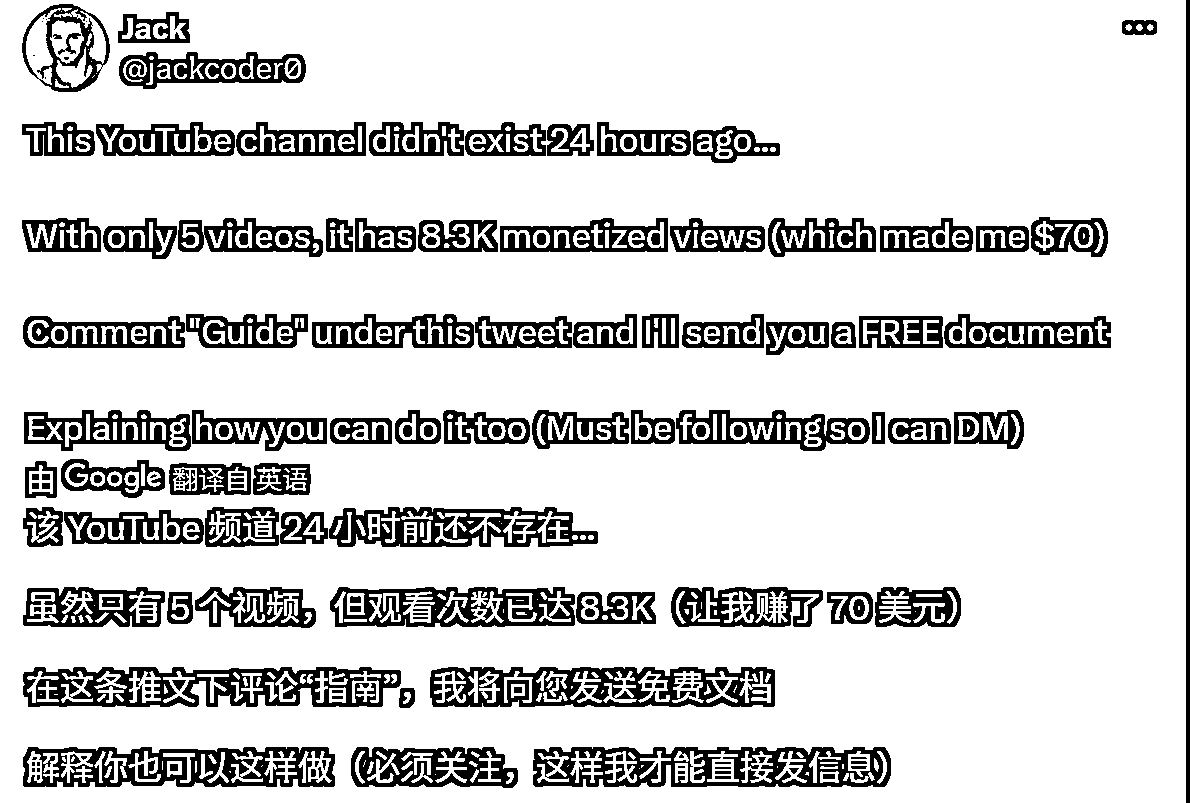 Jack
@jackcoder0
This YouTube channel didn't exist 24 hours ago...
With only 5 videos, it has 8.3K monetized views (which made me $70)
Comment "Guide" under this tweet and I'll send you a FREE document
Explaining how you can do it too (Must be following so I can DM)
由 Google 翻译自 英语
该 YouTube 频道 24 小时前还不存在...
虽然只有 5 个视频，但观看次数已达 8.3K（让我赚了 70 美元）
在这条推文下评论“指南”，我将向您发送免费文档
解释你也可以这样做（必须关注，这样我才能直接发信息）